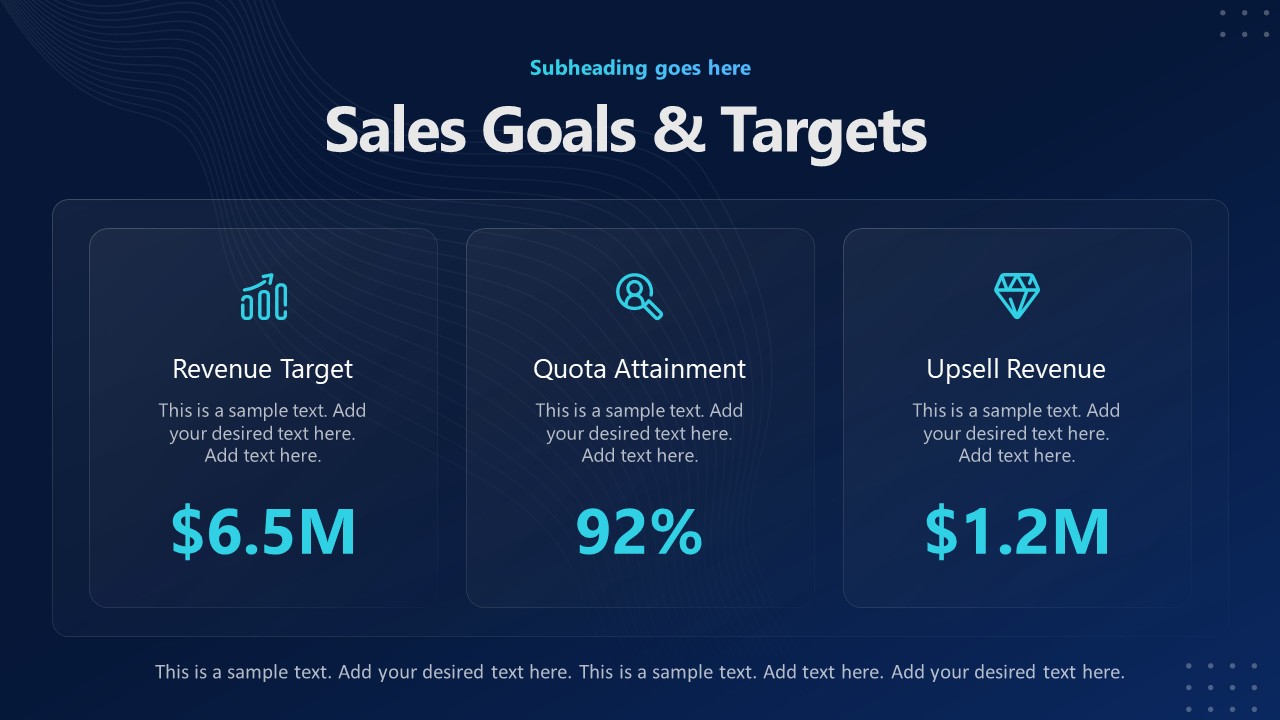 Subheading goes here
Sales Goals & Targets
Revenue Target
This is a sample text. Add
your desired text here.
Add text here.
$6.5M
Quota Attainment
This is a sample text. Add
your desired text here.
Add text here.
92%
Upsell Revenue
This is a sample text. Add
your desired text here.
Add text here.
$1.2M
This is a sample text. Add your desired text here. This is a sample text. Add text here. Add your desired text here.